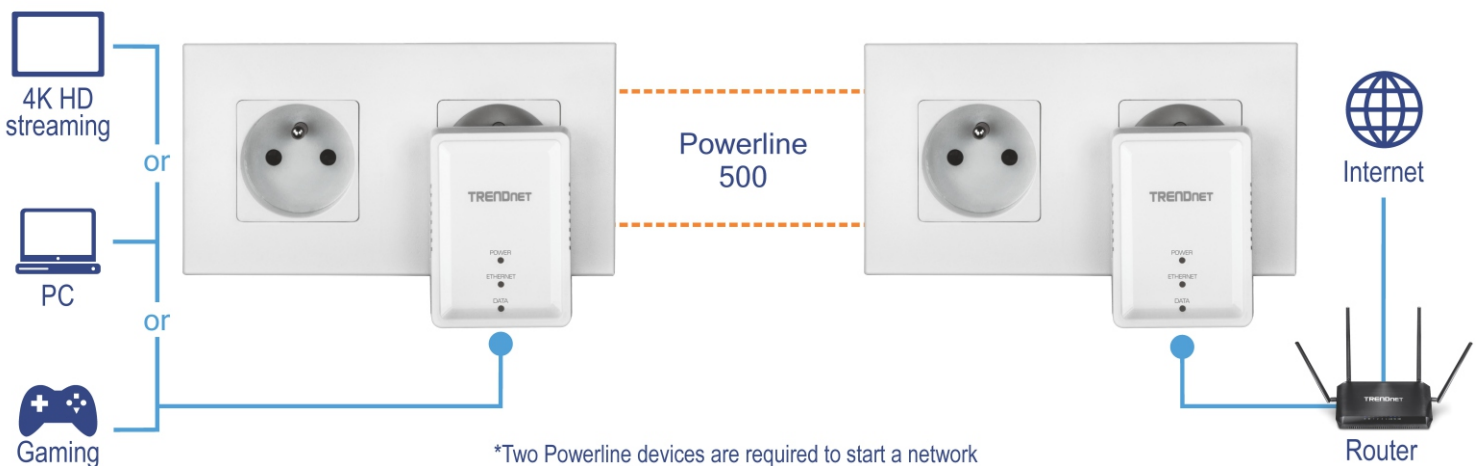 4K HD
streaming
or
PC
or
Gaming
TRENDNET
POWER
ETHERNET
DATA
Powerline
500
TRENDNET
POWER
ETHERNET
DATA
Internet
TRENDNET
Router
*Two Powerline devices are required to start a network